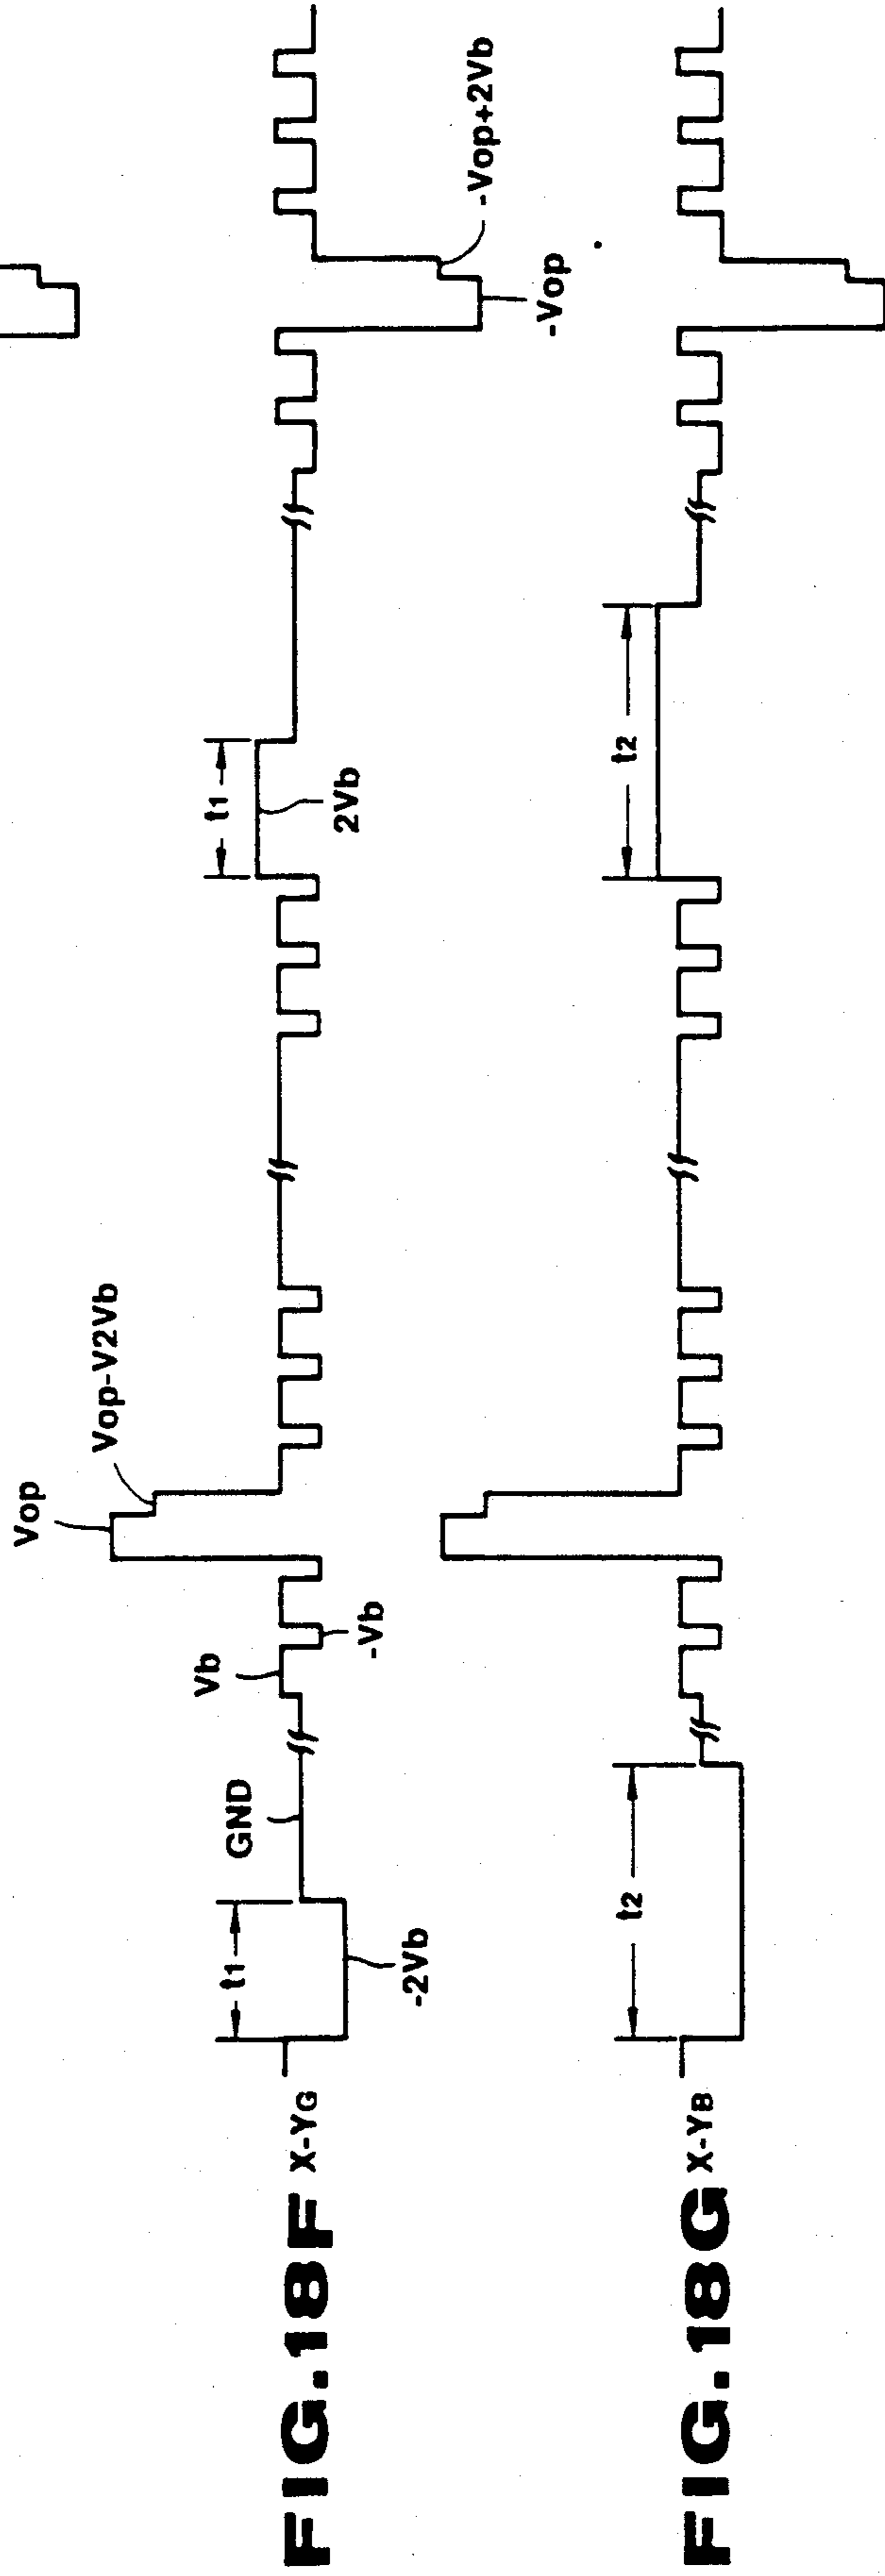 FIG.18F X-YG
t1
-2Vb
GND
Vb
-Vb
Vop
Vop-V2Vb
t1
2Vb
-Vop
-Vop+2Vb
FIG.18G X-YB
t2
t2